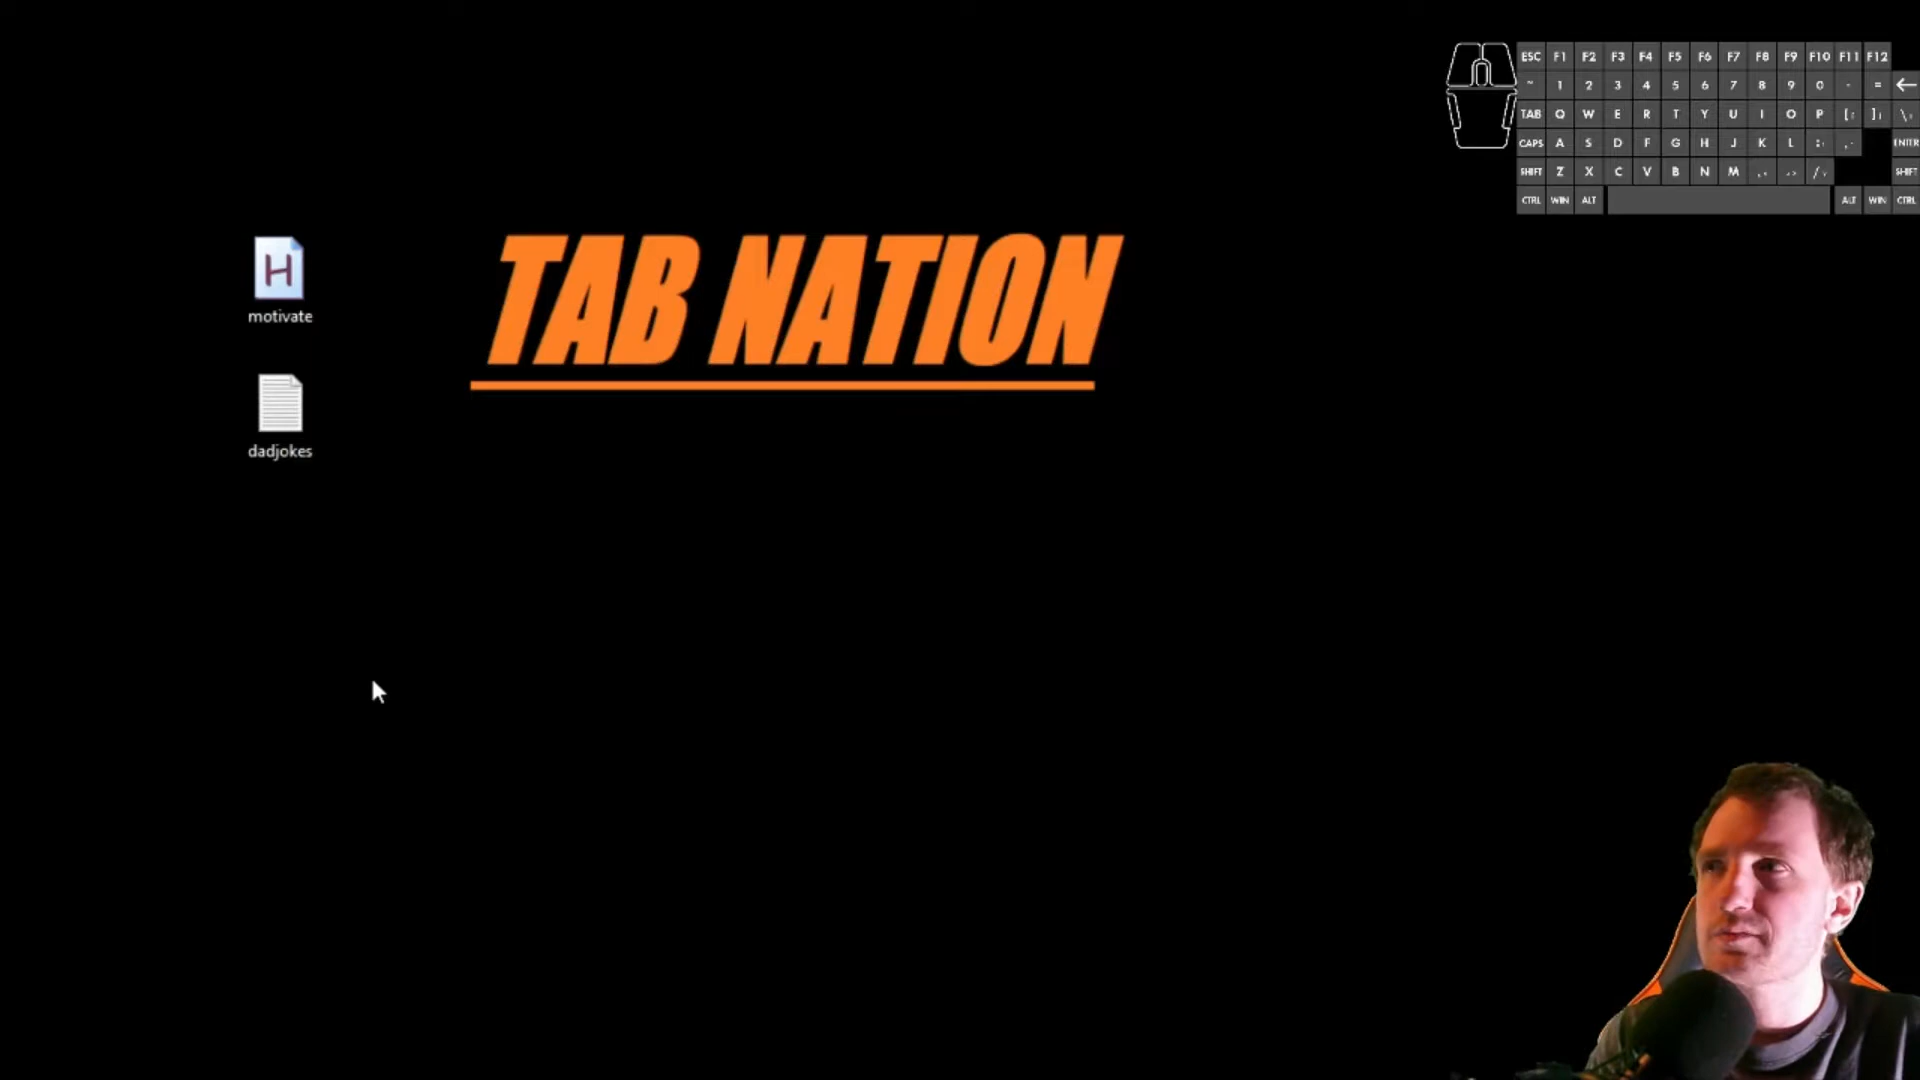 TAB NATION
H
motivate
dadjokes
ESC F1 F2 F3 F4 F5 F6 F7 F8 F9 F10 F11 F12
~ 1 2 3 4 5 6 7 8 9 0 - =
TAB Q W E R T Y U I O P [ ] \
CAPS A S D F G H J K L ENTER
SHIFT Z X C V B N M / SHIFT
CTRL WIN ALT ALT WIN CTRL